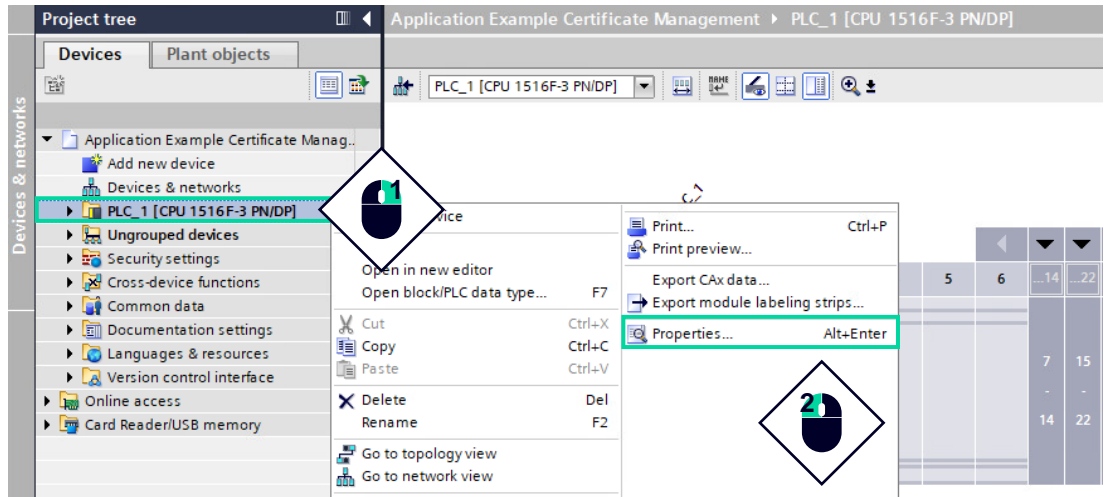 Project tree
Application Example Certificate Management ▸ PLC_1 [CPU 1516F-3 PN/DP]
Devices
Plant objects
PLC_1 [CPU 1516F-3 PN/DP]
Devices & networks
Application Example Certificate Manag..
Add new device
Devices & networks
PLC_1 [CPU 1516F-3 PN/DP]
Ungrouped devices
Security settings
Cross-device functions
Common data
Documentation settings
Languages & resources
Version control interface
Online access
Card Reader/USB memory
1
Open in new editor
Open block/PLC data type... F7
Cut Ctrl+X
Copy Ctrl+C
Paste Ctrl+V
Delete Del
Rename F2
Go to topology view
Go to network view
Print... Ctrl+P
Print preview...
Export CAx data...
Export module labeling strips...
Properties... Alt+Enter
2
5 6 ...14 ...22
7 15
- -
14 22